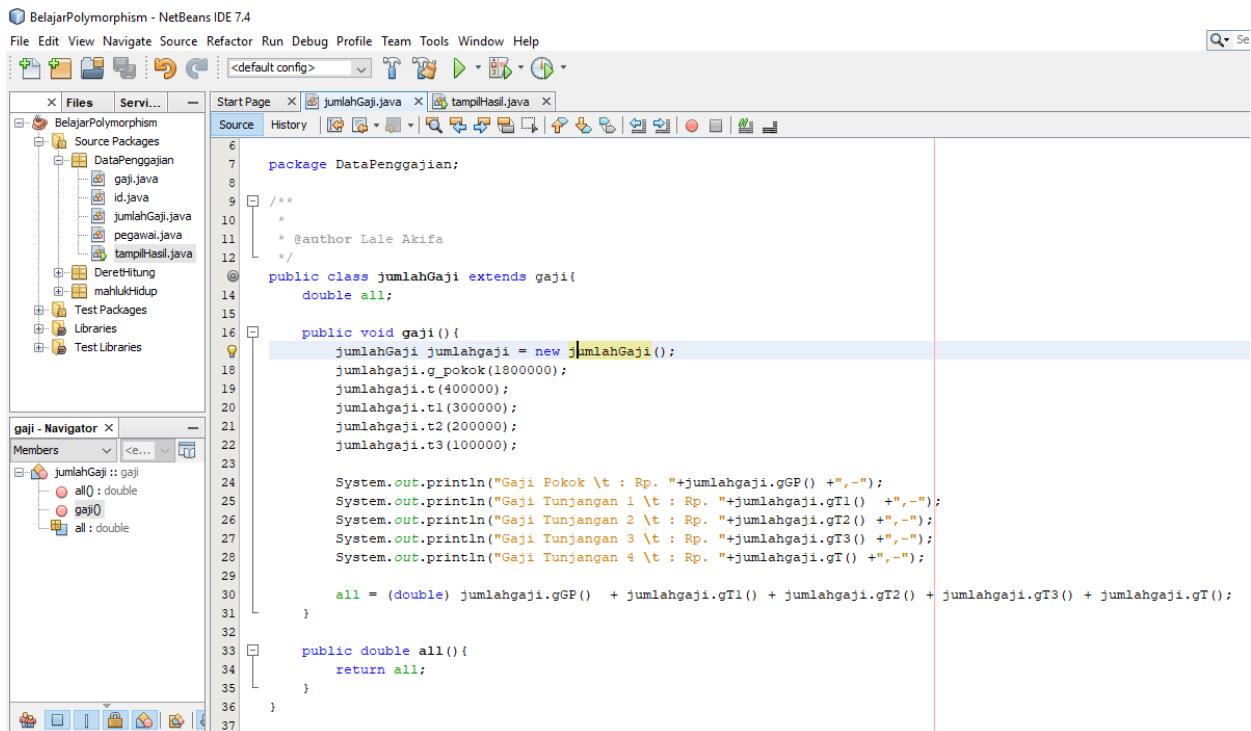 BelajarPolymorphism - NetBeans IDE 7.4
File Edit View Navigate Source Refactor Run Debug Profile Team Tools Window Help
Se
<default config>
Files Servi...
Start Page jumlahGaji.java tampilHasil.java
Source History
BelajarPolymorphism
Source Packages
DataPenggajian
gaji.java
id.java
jumlahGaji.java
pegawai.java
tampilHasil.java
DeretHitung
mahlukHidup
Test Packages
Libraries
Test Libraries
gaji - Navigator
Members <e...
jumlahGaji :: gaji
all() : double
gaji()
all : double
6
7 package DataPenggajian;
8
9 /**
10 *
11 * @author Lale Akifa
12 */
public class jumlahGaji extends gaji{
14 double all;
15
16 public void gaji(){
jumlahGaji jumlahgaji = new jumlahGaji();
18 jumlahgaji.g_pokok(1800000);
19 jumlahgaji.t(400000);
20 jumlahgaji.t1(300000);
21 jumlahgaji.t2(200000);
22 jumlahgaji.t3(100000);
23
24 System.out.println("Gaji Pokok \t : Rp. "+jumlahgaji.gGP() +",-");
25 System.out.println("Gaji Tunjangan 1 \t : Rp. "+jumlahgaji.gT1() +",-");
26 System.out.println("Gaji Tunjangan 2 \t : Rp. "+jumlahgaji.gT2() +",-");
27 System.out.println("Gaji Tunjangan 3 \t : Rp. "+jumlahgaji.gT3() +",-");
28 System.out.println("Gaji Tunjangan 4 \t : Rp. "+jumlahgaji.gT() +",-");
29
30 all = (double) jumlahgaji.gGP() + jumlahgaji.gT1() + jumlahgaji.gT2() + jumlahgaji.gT3() + jumlahgaji.gT();
31 }
32
33 public double all(){
34 return all;
35 }
36 }
37